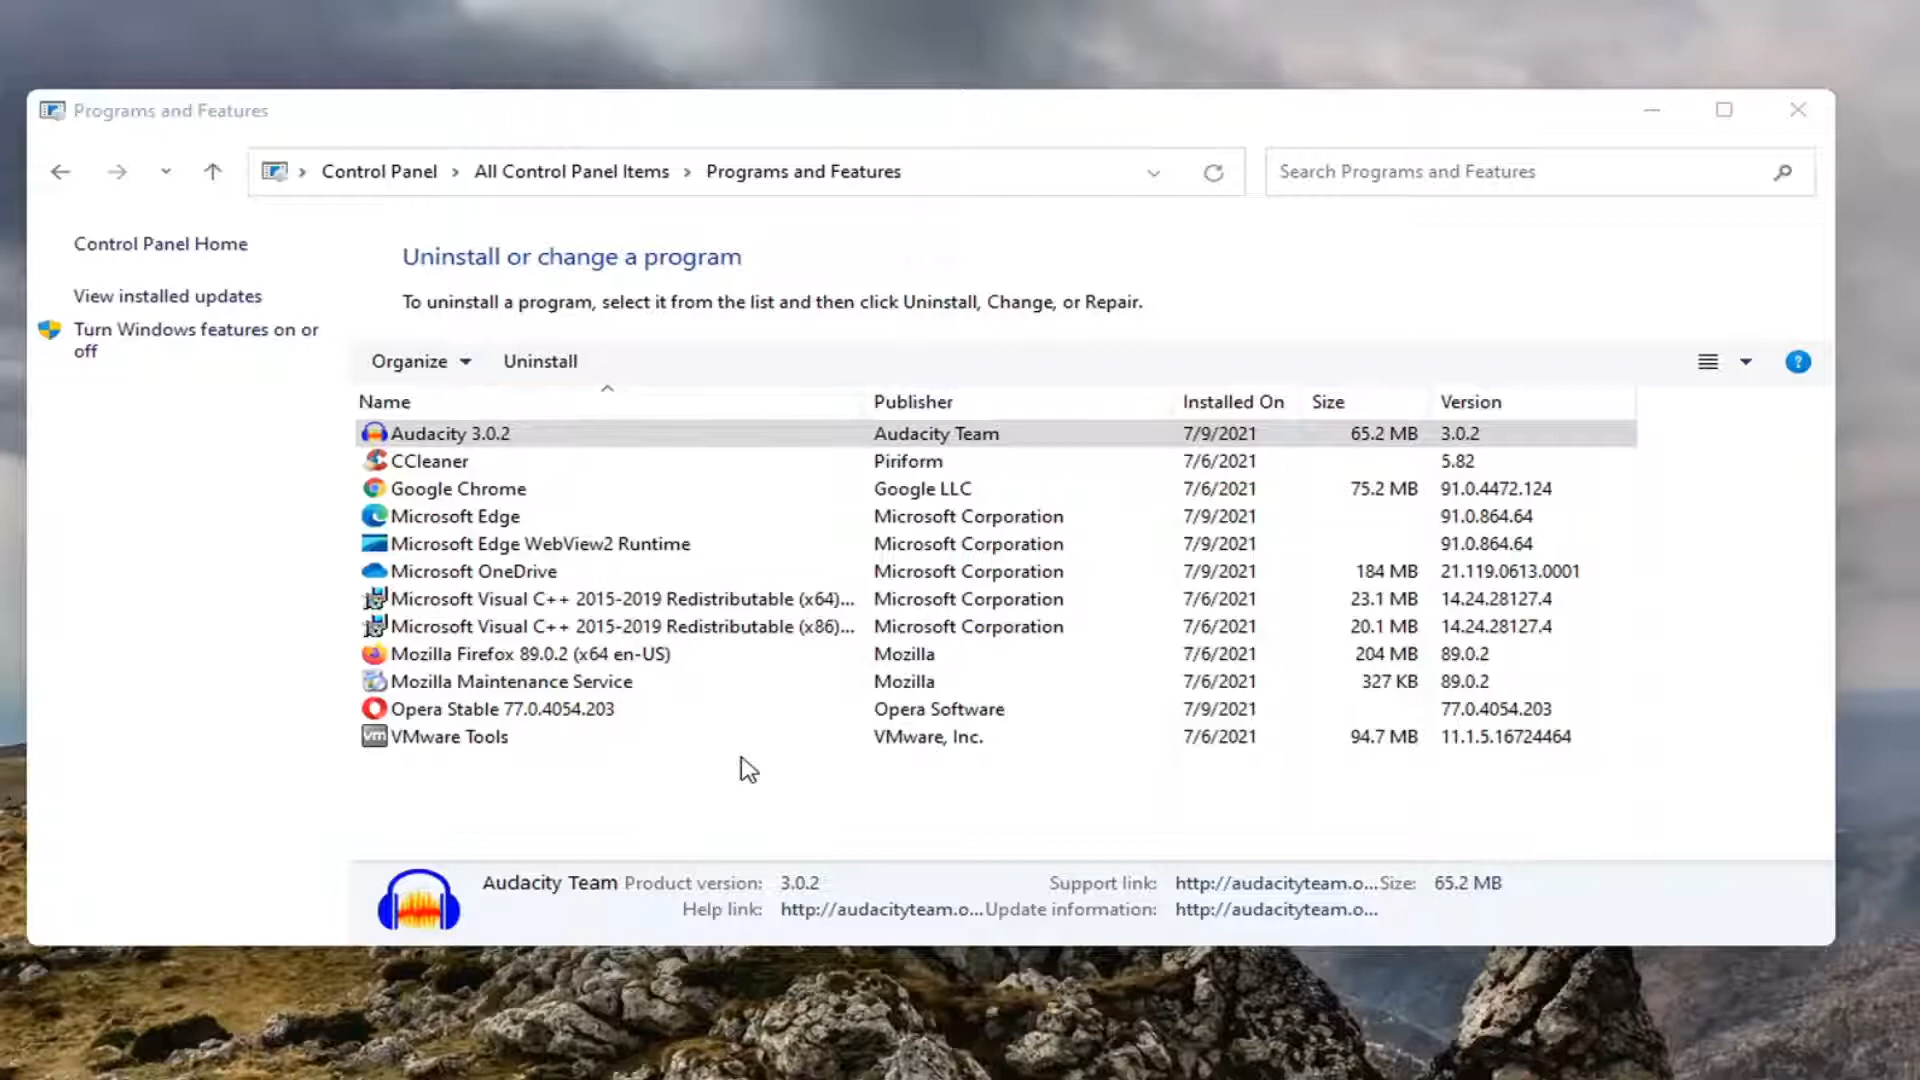 Programs and Features
Control Panel > All Control Panel Items > Programs and Features
Search Programs and Features
Control Panel Home
View installed updates
Turn Windows features on or
off
Uninstall or change a program
To uninstall a program, select it from the list and then click Uninstall, Change, or Repair.
Organize Uninstall
?
Name Publisher Installed On Size Version
Audacity 3.0.2 Audacity Team 7/9/2021 65.2 MB 3.0.2
CCleaner Piriform 7/6/2021 5.82
Google Chrome Google LLC 7/6/2021 75.2 MB 91.0.4472.124
Microsoft Edge Microsoft Corporation 7/9/2021 91.0.864.64
Microsoft Edge WebView2 Runtime Microsoft Corporation 7/9/2021 91.0.864.64
Microsoft OneDrive Microsoft Corporation 7/9/2021 184 MB 21.119.0613.0001
Microsoft Visual C++ 2015-2019 Redistributable (x64)... Microsoft Corporation 7/6/2021 23.1 MB 14.24.28127.4
Microsoft Visual C++ 2015-2019 Redistributable (x86)... Microsoft Corporation 7/6/2021 20.1 MB 14.24.28127.4
Mozilla Firefox 89.0.2 (x64 en-US) Mozilla 7/6/2021 204 MB 89.0.2
Mozilla Maintenance Service Mozilla 7/6/2021 327 KB 89.0.2
Opera Stable 77.0.4054.203 Opera Software 7/9/2021 77.0.4054.203
vm VMware Tools VMware, Inc. 7/6/2021 94.7 MB 11.1.5.16724464
Audacity Team Product version: 3.0.2 Support link: http://audacityteam.o... Size: 65.2 MB
Help link: http://audacityteam.o... Update information: http://audacityteam.o...